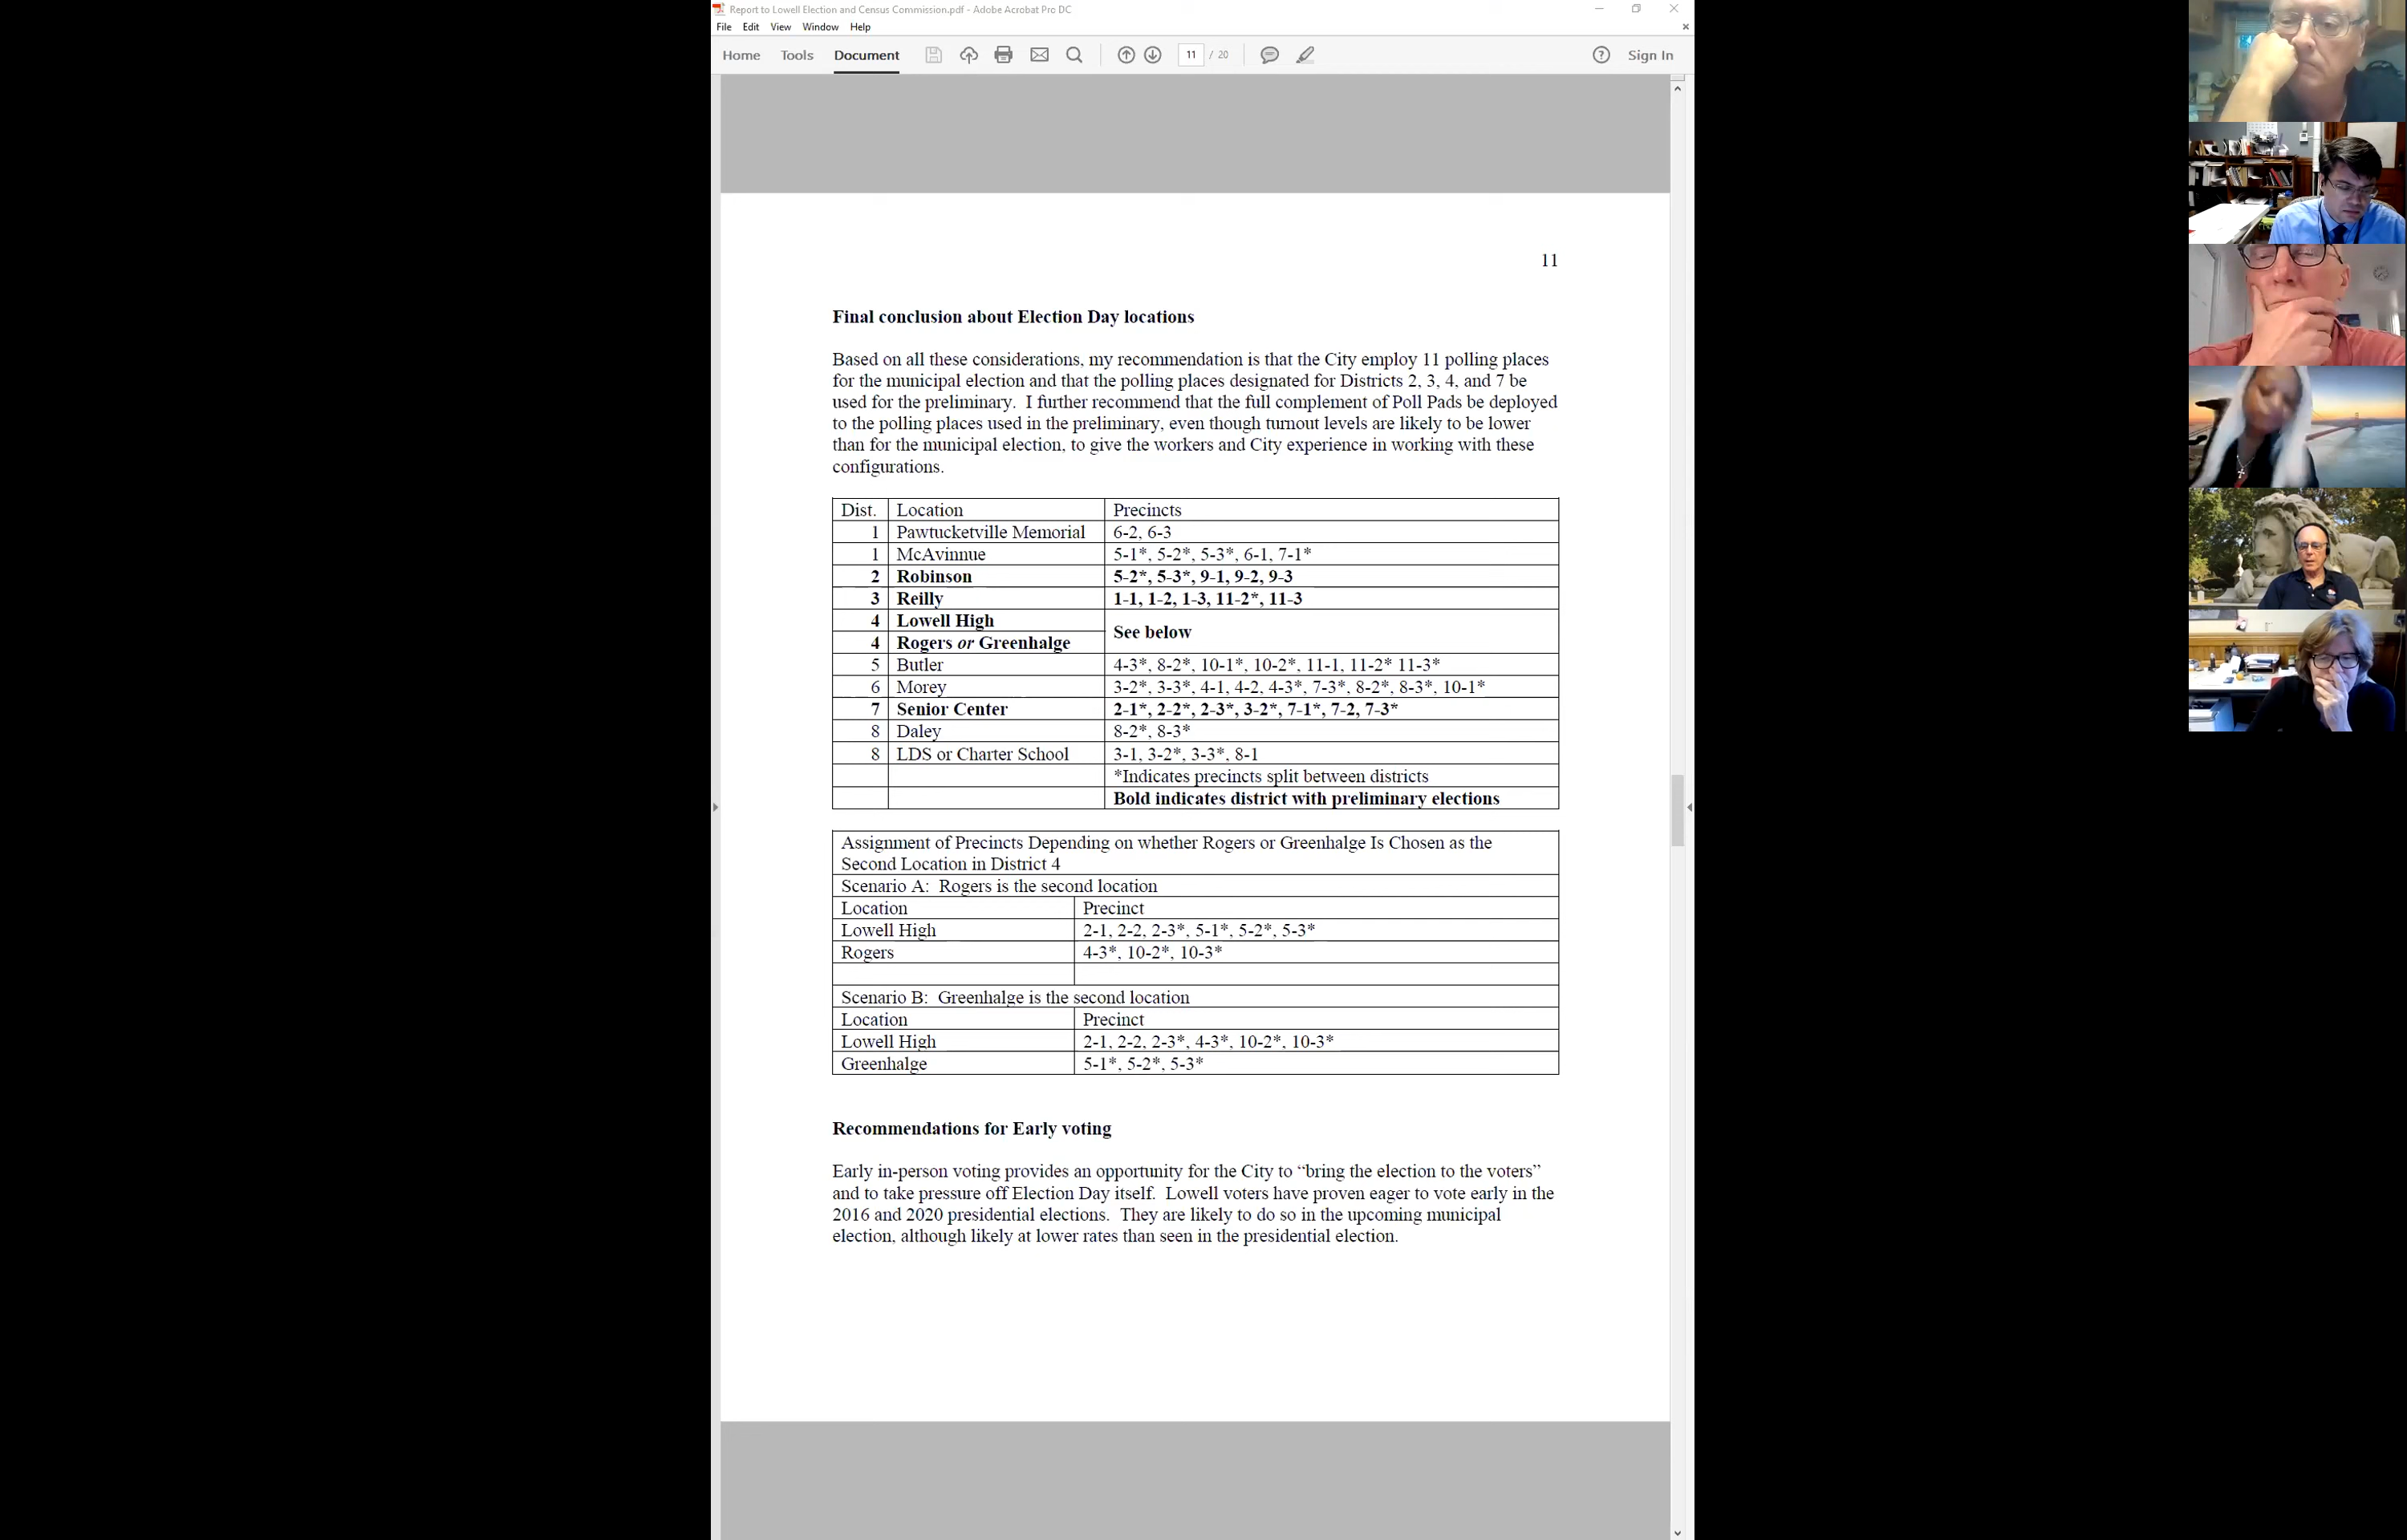 Report to Lowell Election and Census Commission.pdf - Adobe Acrobat Pro DC
File Edit View Window Help
Home Tools Document 11 / 20 Sign In
11
Final conclusion about Election Day locations
Based on all these considerations, my recommendation is that the City employ 11 polling places
for the municipal election and that the polling places designated for Districts 2, 3, 4, and 7 be
used for the preliminary.  I further recommend that the full complement of Poll Pads be deployed
to the polling places used in the preliminary, even though turnout levels are likely to be lower
than for the municipal election, to give the workers and City experience in working with these
configurations.
Dist. Location Precincts
1 Pawtucketville Memorial 6-2, 6-3
1 McAvinnue 5-1*, 5-2*, 5-3*, 6-1, 7-1*
2 Robinson 5-2*, 5-3*, 9-1, 9-2, 9-3
3 Reilly 1-1, 1-2, 1-3, 11-2*, 11-3
4 Lowell High
See below
4 Rogers or Greenhalge
5 Butler 4-3*, 8-2*, 10-1*, 10-2*, 11-1, 11-2* 11-3*
6 Morey 3-2*, 3-3*, 4-1, 4-2, 4-3*, 7-3*, 8-2*, 8-3*, 10-1*
7 Senior Center 2-1*, 2-2*, 2-3*, 3-2*, 7-1*, 7-2, 7-3*
8 Daley 8-2*, 8-3*
8 LDS or Charter School 3-1, 3-2*, 3-3*, 8-1
*Indicates precincts split between districts
Bold indicates district with preliminary elections
Assignment of Precincts Depending on whether Rogers or Greenhalge Is Chosen as the
Second Location in District 4
Scenario A:  Rogers is the second location
Location Precinct
Lowell High 2-1, 2-2, 2-3*, 5-1*, 5-2*, 5-3*
Rogers 4-3*, 10-2*, 10-3*
Scenario B:  Greenhalge is the second location
Location Precinct
Lowell High 2-1, 2-2, 2-3*, 4-3*, 10-2*, 10-3*
Greenhalge 5-1*, 5-2*, 5-3*
Recommendations for Early voting
Early in-person voting provides an opportunity for the City to “bring the election to the voters”
and to take pressure off Election Day itself.  Lowell voters have proven eager to vote early in the
2016 and 2020 presidential elections.  They are likely to do so in the upcoming municipal
election, although likely at lower rates than seen in the presidential election.